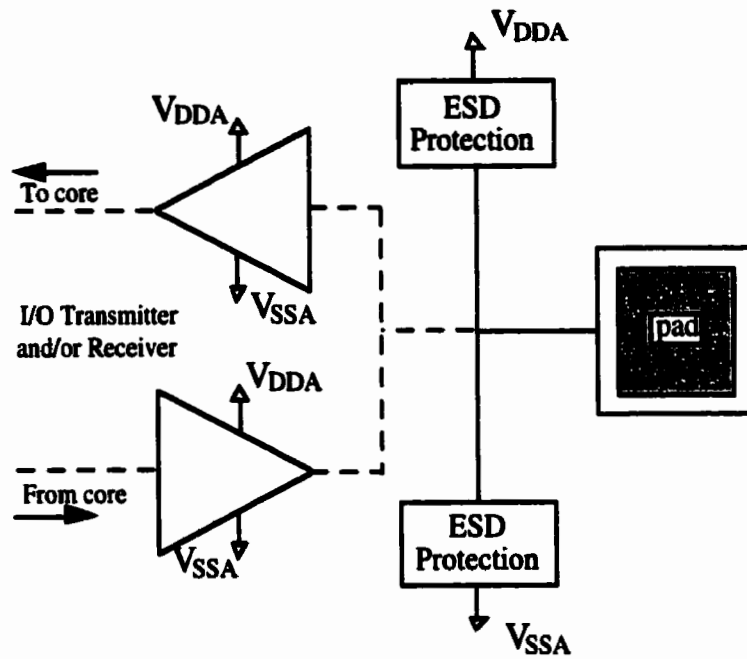 VDDA
ESD
Protection
VDDA
To core
VSSA
I/O Transmitter
and/or Receiver
pad
VDDA
From core
VSSA
ESD
Protection
VSSA